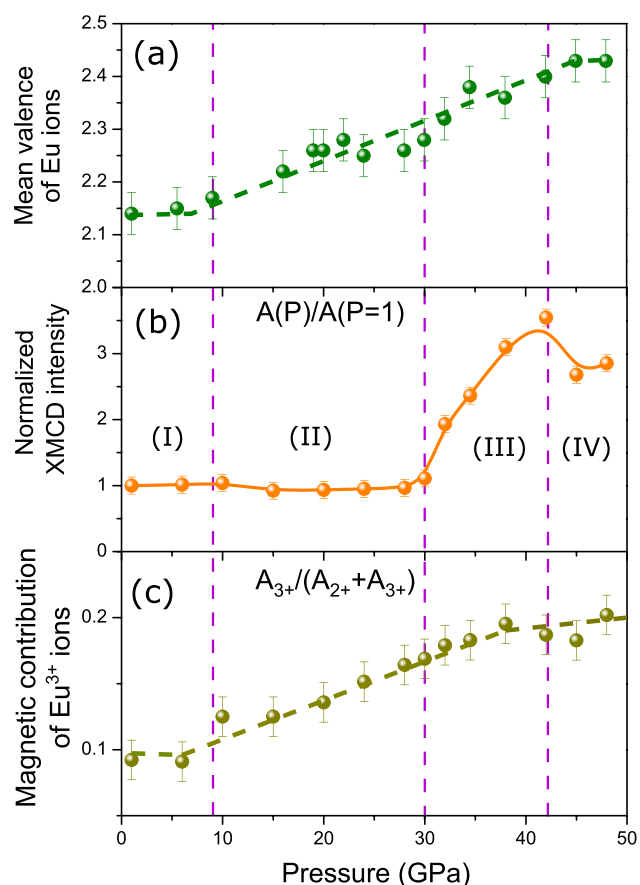 (a)
Mean valence
of Eu ions
2.5
2.4
2.3
2.2
2.1
2.0
(b)
A(P)/A(P=1)
Normalized
XMCD intensity
3
2
1
0
(I)
(II)
(III)
(IV)
(c)
A₃₊/(A₂₊+A₃₊)
Magnetic contribution
of Eu³⁺ ions
0.2
0.1
0 10 20 30 40 50
Pressure (GPa)